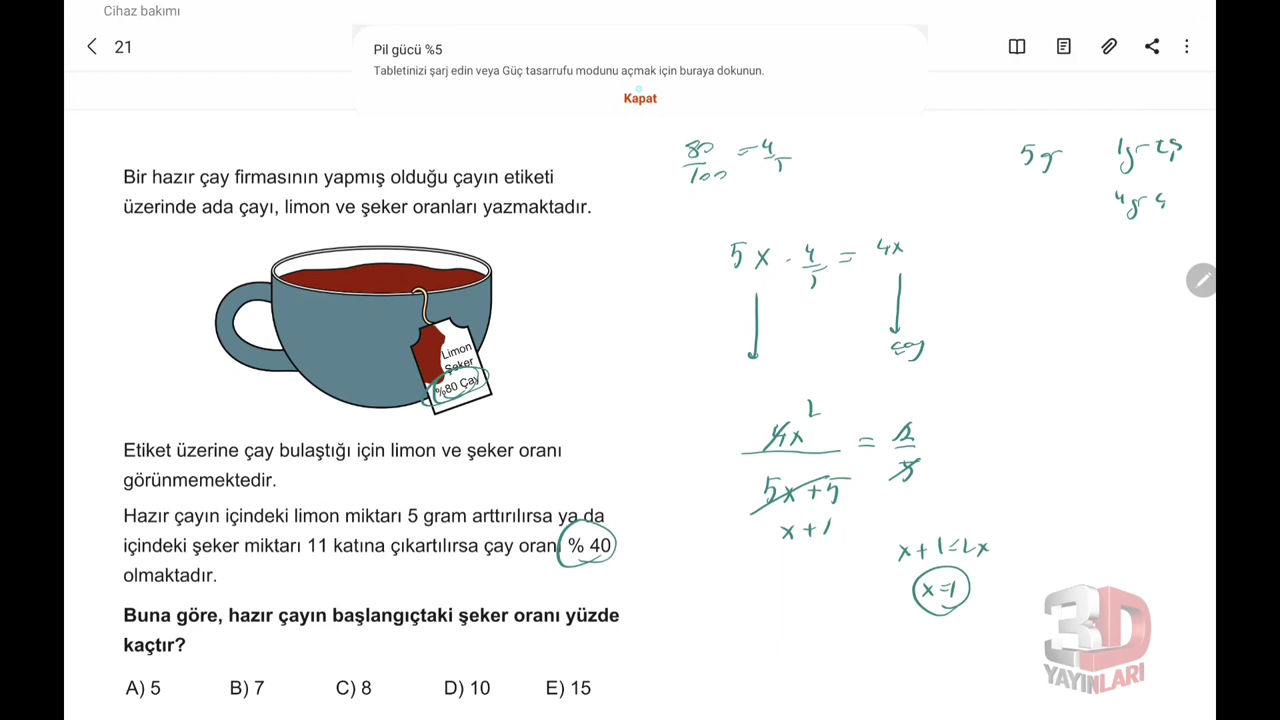 Cihaz bakımı
21
Pil gücü %5
Tabletinizi şarj edin veya Güç tasarrufu modunu açmak için buraya dokunun.
Kapat
Bir hazır çay firmasının yapmış olduğu çayın etiketi
üzerinde ada çayı, limon ve şeker oranları yazmaktadır.
Limon
Şeker
%80 Çay
Etiket üzerine çay bulaştığı için limon ve şeker oranı
görünmemektedir.
Hazır çayın içindeki limon miktarı 5 gram arttırılırsa ya da
içindeki şeker miktarı 11 katına çıkartılırsa çay oranı % 40
olmaktadır.
Buna göre, hazır çayın başlangıçtaki şeker oranı yüzde
kaçtır?
A) 5 B) 7 C) 8 D) 10 E) 15
80/100 = 4/5
5gr 1gr
4gr
5x · 4/5 = 4x
çay
4x 2
5x+5
x+1
x+1=2x
x=1
3D
YAYINLARI